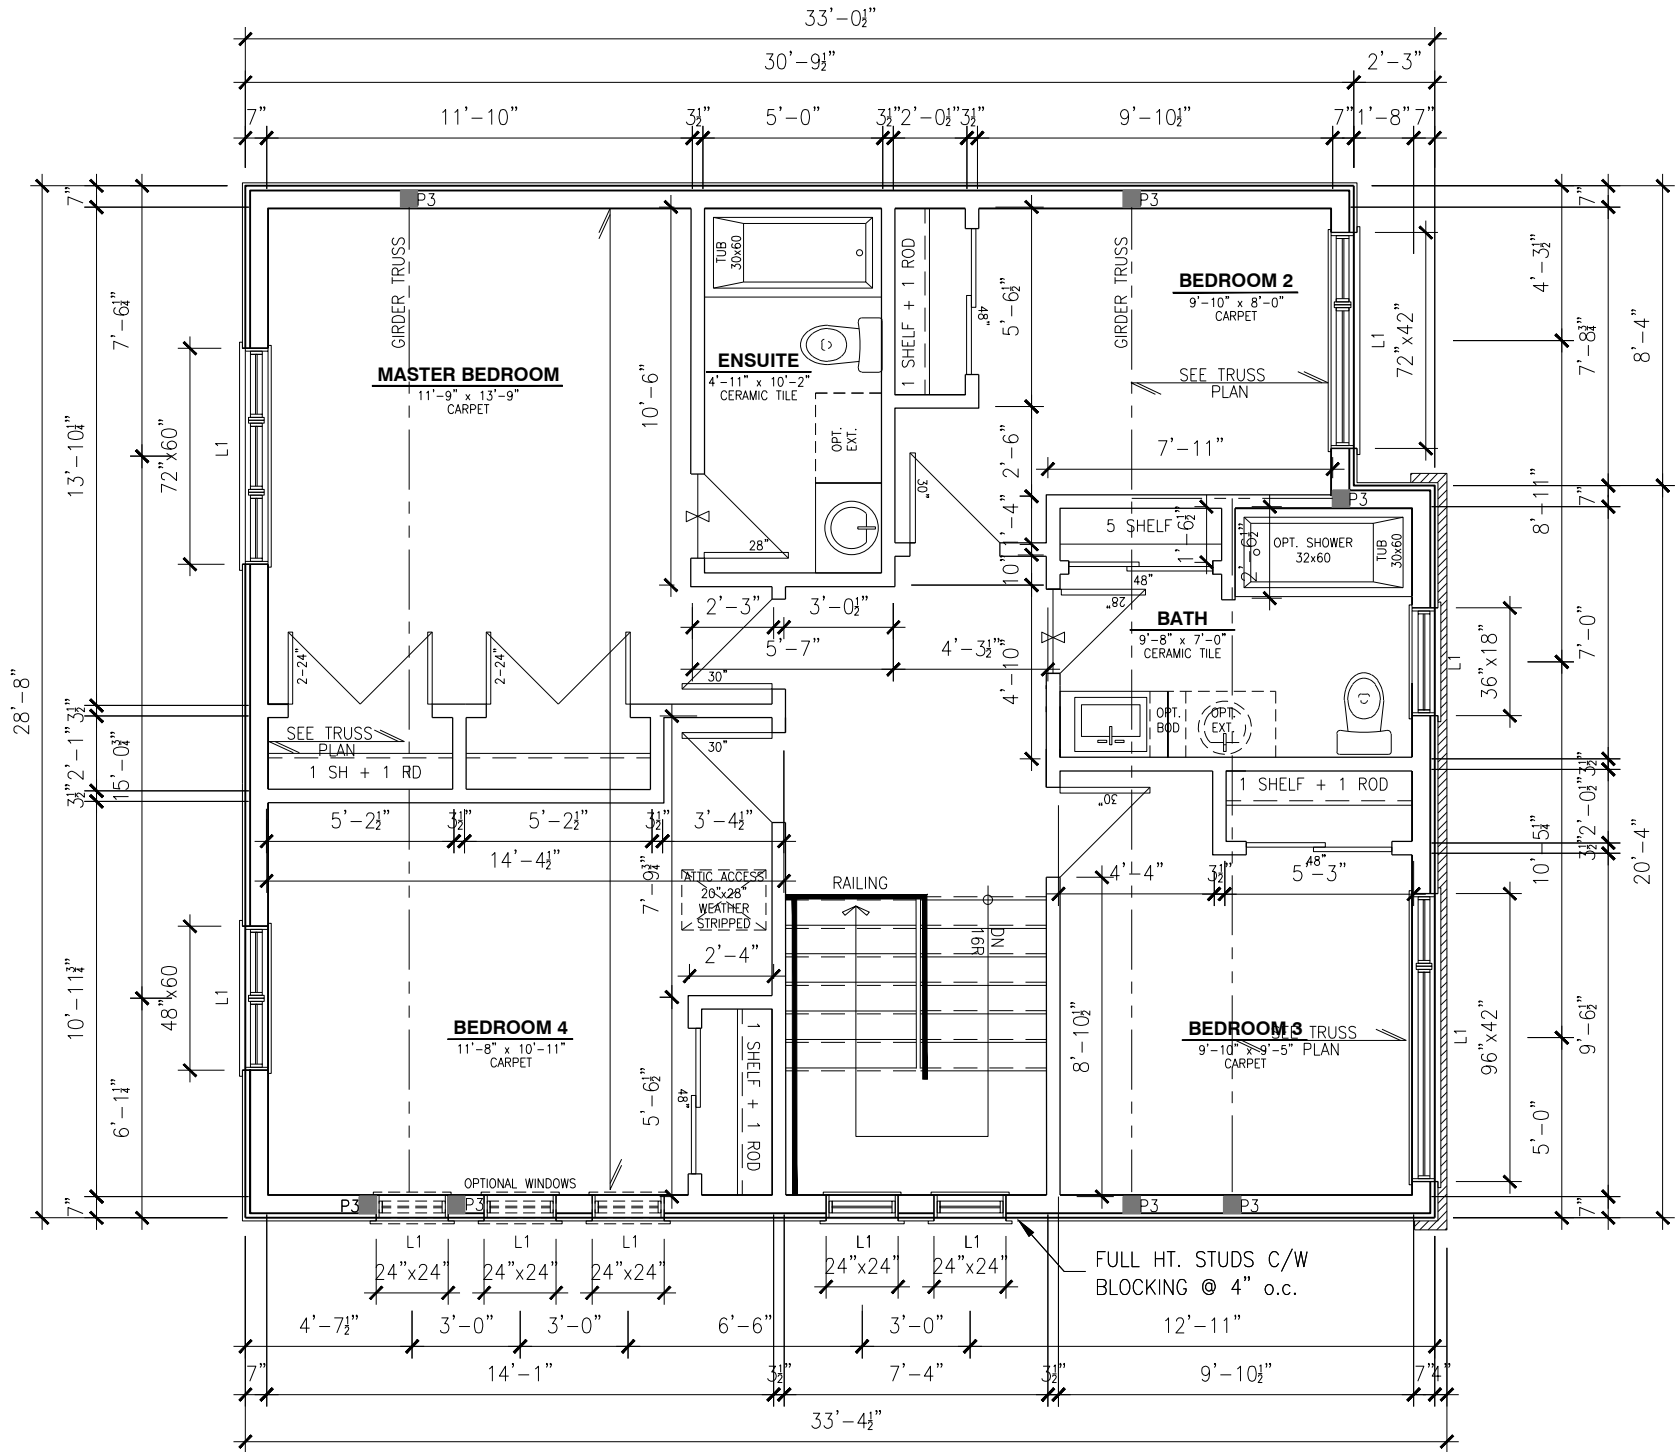 33'-0½"
30'-9½"
2'-3"
7"
11'-10"
3½"
5'-0"
3½"
2'-0½"
3½"
9'-10½"
7"
1'-8"
7"
P3
P3
GIRDER TRUSS
TUB
30x60
1 SHELF + 1 ROD
48"
5'-6½"
GIRDER TRUSS
BEDROOM 2
9'-10" x 8'-0"
CARPET
L1
72"x42"
7"
4'-3½"
7'-8¾"
8'-4"
7"
7'-6¼"
13'-10¼"
72"x60"
L1
MASTER BEDROOM
11'-9" x 13'-9"
CARPET
10'-6"
ENSUITE
4'-11" x 10'-2"
CERAMIC TILE
OPT.
EXT.
28"
SEE TRUSS
PLAN
7'-11"
2'-6"
30"
1'-4"
10"
P3
5 SHELF
1'-6½"
2'-6½"
OPT. SHOWER
32x60
TUB
30x60
48"
28"
7"
8'-11"
2'-3"
3'-0½"
5'-7"
4'-3½"
4'-10"
BATH
9'-8" x 7'-0"
CERAMIC TILE
L1
36"x18"
7'-0"
28'-8"
2-24"
2-24"
30"
30"
OPT.
BOD
OPT.
EXT.
SEE TRUSS
PLAN
1 SH + 1 RD
3½"
2'-1"
3½"
15'-0¾"
1 SHELF + 1 ROD
48"
30"
3½"
2'-0½"
3½"
10'-5¼"
20'-4"
5'-2½"
3½"
5'-2½"
3½"
3'-4½"
14'-4½"
7'-9¾"
4'-4"
3½"
5'-3"
ATTIC ACCESS
20"x28"
WEATHER
STRIPPED
RAILING
DN
16R
2'-4"
10'-11¾"
48"x60
L1
BEDROOM 4
11'-8" x 10'-11"
CARPET
1 SHELF + 1 ROD
48"
5'-6½"
8'-10½"
BEDROOM 3
9'-10" x 9'-5"
CARPET
SEE TRUSS
PLAN
L1
96"x42"
9'-6½"
5'-0"
6'-1¼"
7"
7"
OPTIONAL WINDOWS
P3
P3
P3
P3
L1
24"x24"
L1
24"x24"
L1
24"x24"
L1
24"x24"
L1
24"x24"
FULL HT. STUDS C/W
BLOCKING @ 4" o.c.
4'-7½"
3'-0"
3'-0"
6'-6"
3'-0"
12'-11"
7"
14'-1"
3½"
7'-4"
3½"
9'-10½"
7"
4"
33'-4½"